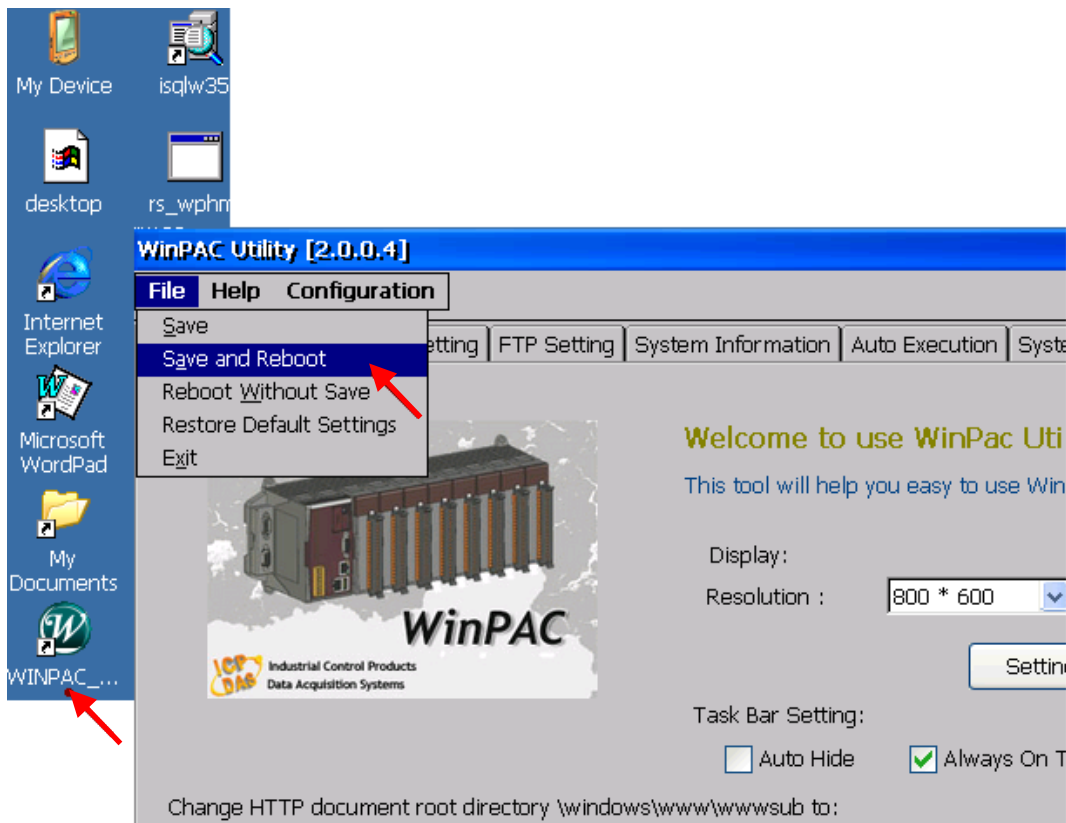 My Device
isqlw35
desktop
rs_wphm
Internet
Explorer
Microsoft
WordPad
My
Documents
WINPAC_...
WinPAC Utility [2.0.0.4]
File Help Configuration
Save
Save and Reboot
Reboot Without Save
Restore Default Settings
Exit
etting FTP Setting System Information Auto Execution Syste
WinPAC
ICP DAS
Industrial Control Products
Data Acquisition Systems
Welcome to use WinPac Uti
This tool will help you easy to use Win
Display:
Resolution : 800 * 600
Setting
Task Bar Setting:
Auto Hide Always On T
Change HTTP document root directory \windows\www\wwwsub to: